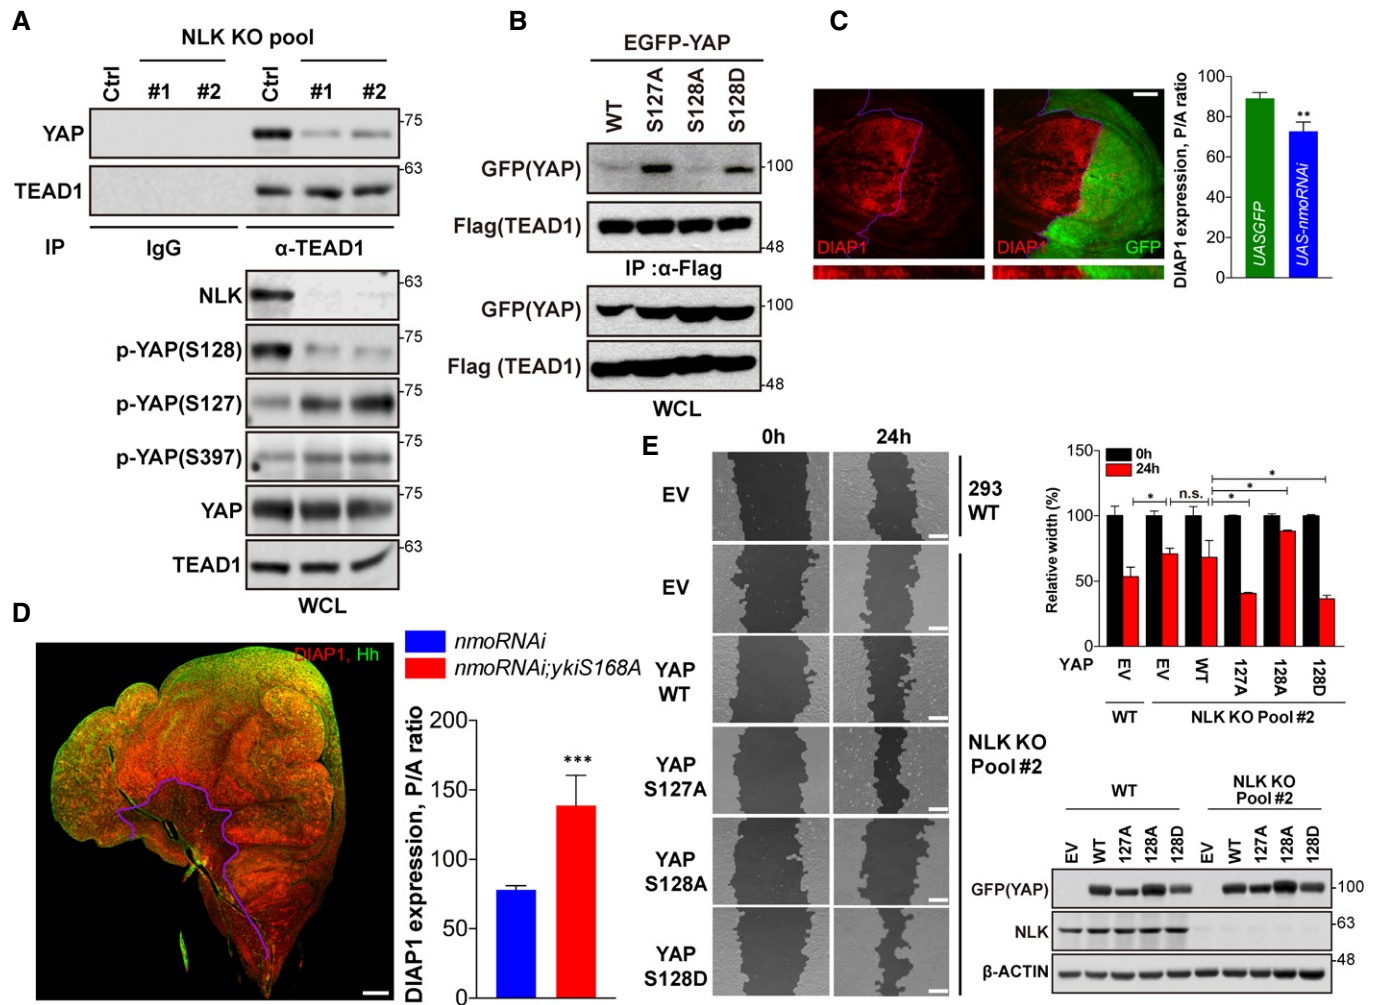 A
NLK KO pool
Ctrl
#1
#2
Ctrl
#1
#2
YAP
-75
-63
TEAD1
IP
IgG
α-TEAD1
NLK
-63
p-YAP(S128)
-75
p-YAP(S127)
-75
p-YAP(S397)
-75
YAP
-75
TEAD1
-63
WCL
B
EGFP-YAP
WT
S127A
S128A
S128D
GFP(YAP)
-100
Flag(TEAD1)
-48
IP :α-Flag
GFP(YAP)
-100
Flag (TEAD1)
-48
WCL
C
DIAP1
DIAP1
GFP
DIAP1 expression, P/A ratio
100
80
60
40
20
0
**
UASGFP
UAS-nmoRNAi
D
DIAP1, Hh
nmoRNAi
nmoRNAi;ykiS168A
DIAP1 expression, P/A ratio
200
150
100
50
0
***
E
0h
24h
EV
293
WT
EV
YAP
WT
YAP
S127A
YAP
S128A
YAP
S128D
NLK KO
Pool #2
Relative width (%)
150
100
50
0
0h
24h
*
n.s.
*
*
*
YAP
EV
EV
WT
127A
128A
128D
WT
NLK KO Pool #2
WT
NLK KO
Pool #2
EV
WT
127A
128A
128D
EV
WT
127A
128A
128D
GFP(YAP)
-100
NLK
-63
β-ACTIN
-48